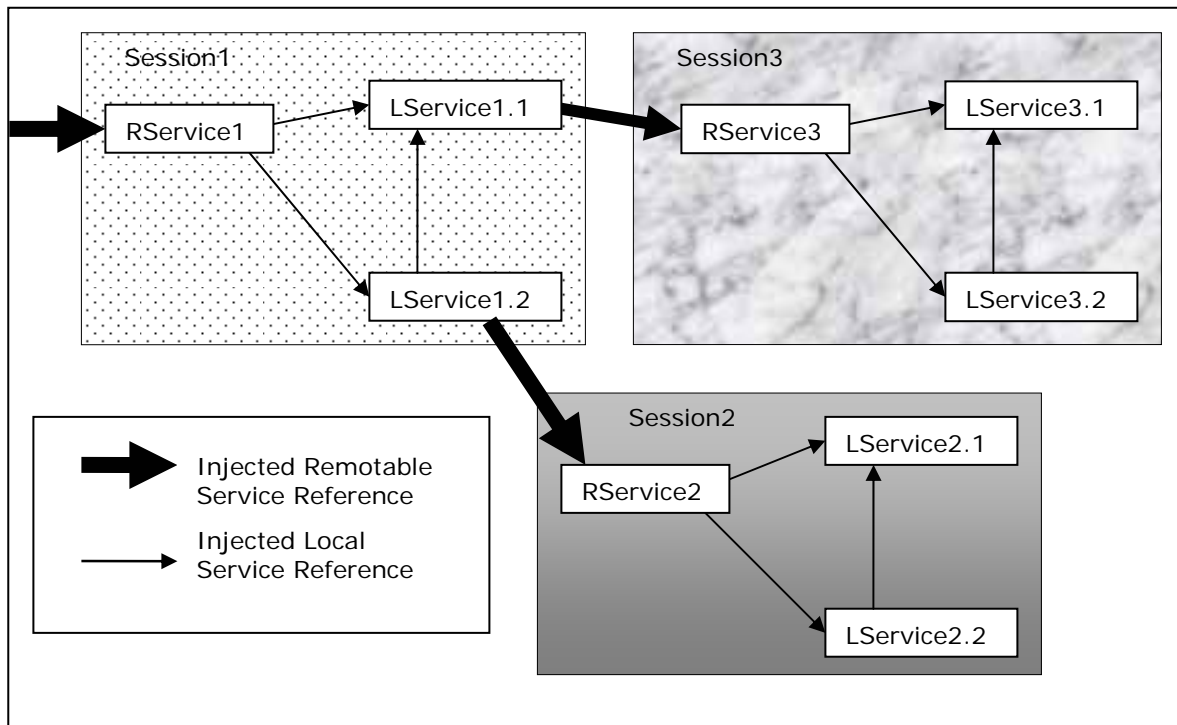 Session1
RService1
LService1.1
LService1.2
Session3
RService3
LService3.1
LService3.2
Session2
RService2
LService2.1
LService2.2
Injected Remotable
Service Reference
Injected Local
Service Reference